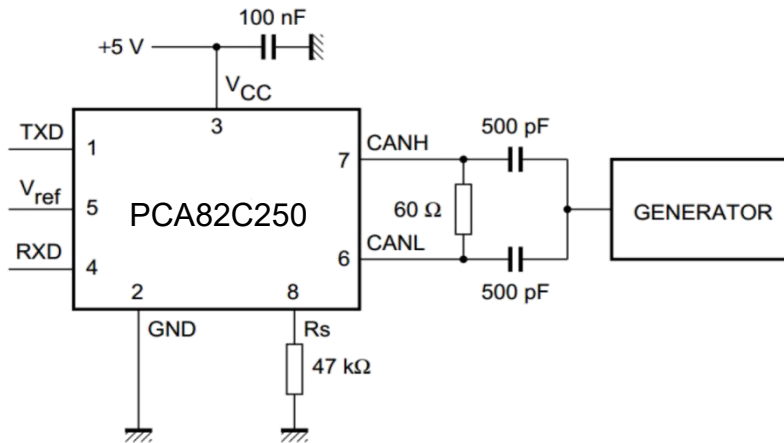 100 nF
+5 V
VCC
3
TXD
1
Vref
5
RXD
4
PCA82C250
7
CANH
6
CANL
60 Ω
500 pF
500 pF
GENERATOR
2
GND
8
Rs
47 kΩ